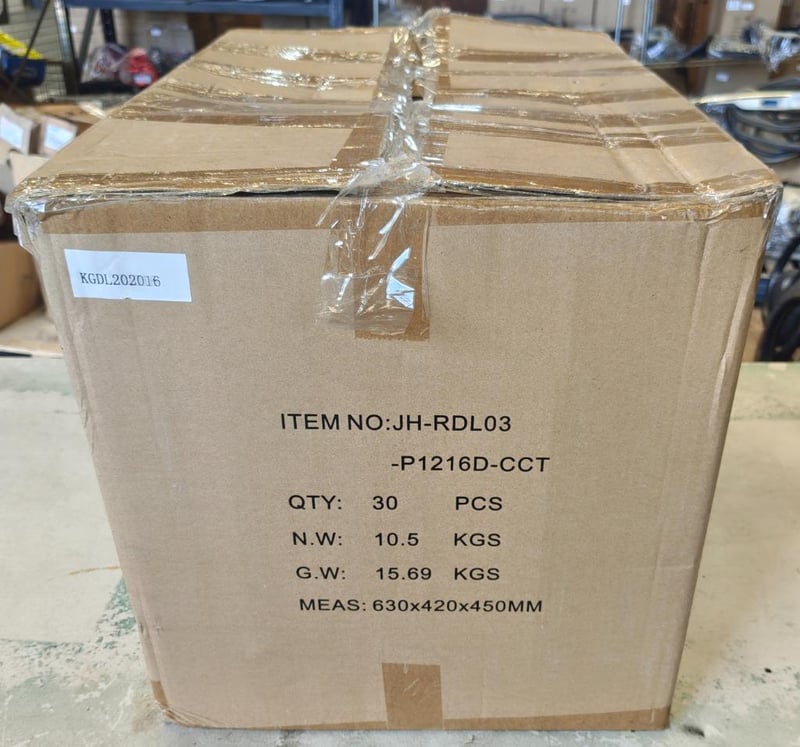 KGDL202016
ITEM NO:JH-RDL03
-P1216D-CCT
QTY: 30 PCS
N.W: 10.5 KGS
G.W: 15.69 KGS
MEAS: 630x420x450MM